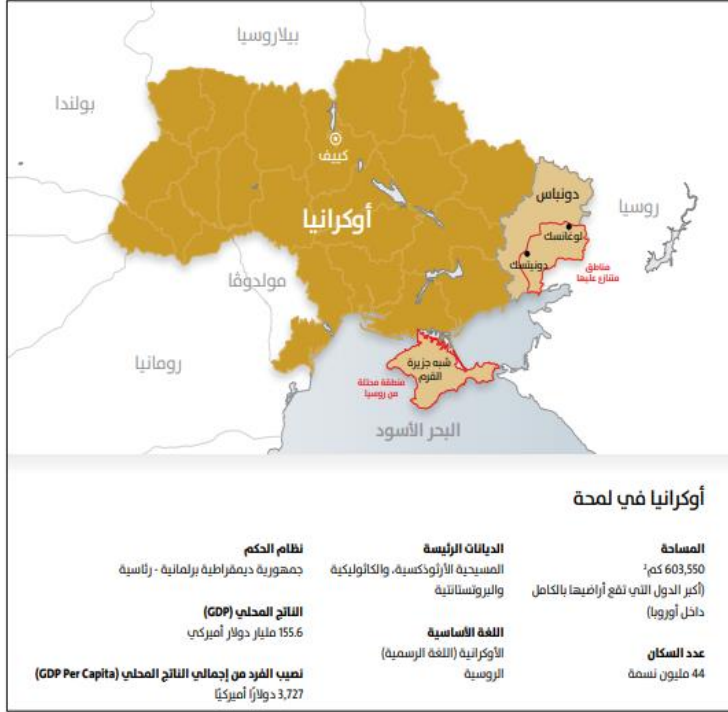 بيلاروسيا
بولندا
كييف
دونباس
روسيا
أوكرانيا
لوغانسك
دونيتسك
مناطق
متنازع عليها
مولدوڤا
رومانيا
شبه جزيرة
القرم
منطقة محتلة
من روسيا
البحر الأسود
أوكرانيا في لمحة
المساحة
603,550 كم²
(أكبر الدول التي تقع أراضيها بالكامل
داخل أوروبا)
عدد السكان
44 مليون نسمة
الديانات الرئيسة
المسيحية الأرثوذكسية، والكاثوليكية
والبروتستانتية
اللغة الأساسية
الأوكرانية (اللغة الرسمية)
الروسية
نظام الحكم
جمهورية ديمقراطية برلمانية - رئاسية
الناتج المحلي (GDP)
155.6 مليار دولار أميركي
نصيب الفرد من إجمالي الناتج المحلي (GDP Per Capita)
3,727 دولارًا أميركيًا